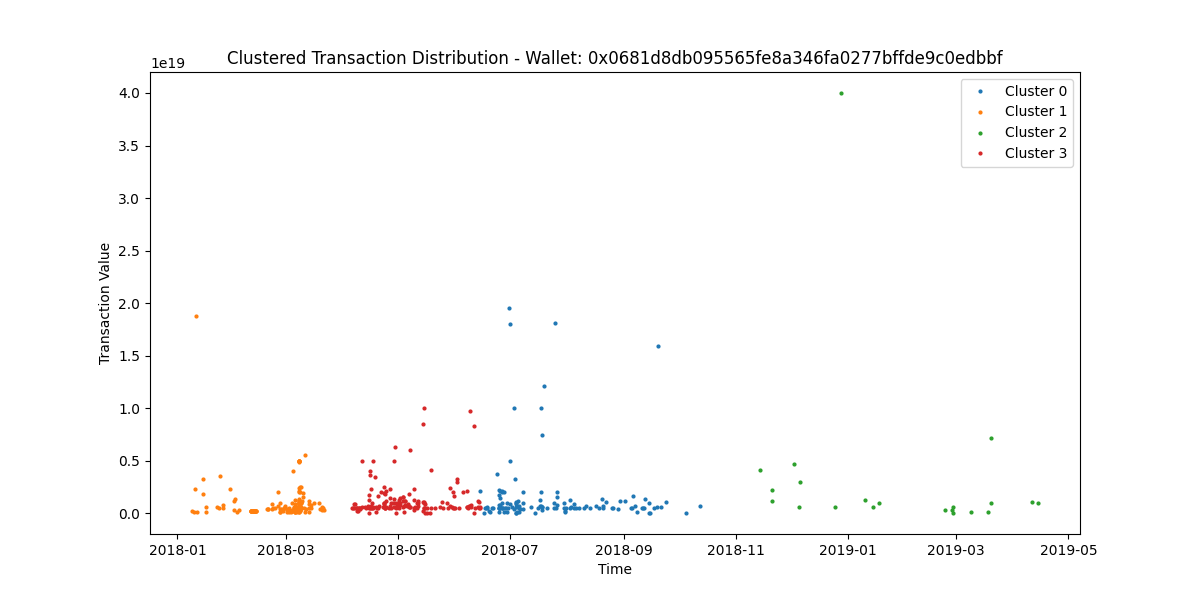 Clustered Transaction Distribution - Wallet: 0x0681d8db095565fe8a346fa0277bffde9c0edbbf
1e19
4.0
3.5
3.0
2.5
2.0
1.5
1.0
0.5
0.0
Transaction Value
Cluster 0
Cluster 1
Cluster 2
Cluster 3
2018-01 2018-03 2018-05 2018-07 2018-09 2018-11 2019-01 2019-03 2019-05
Time